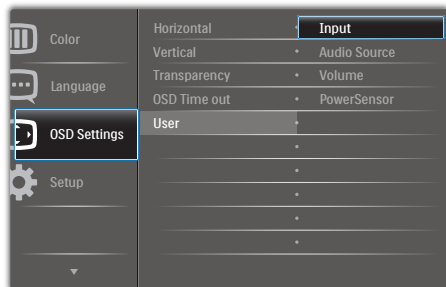 Color
Language
OSD Settings
Setup
Horizontal
Vertical
Transparency
OSD Time out
User
Input
Audio Source
Volume
PowerSensor